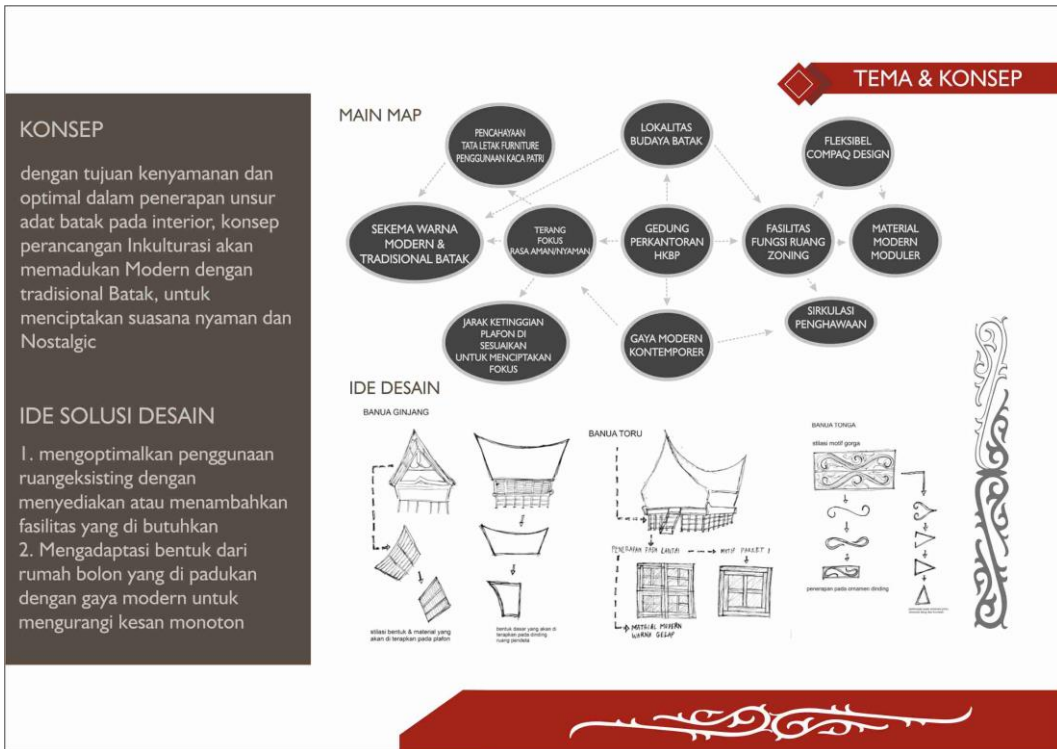 TEMA & KONSEP
KONSEP
dengan tujuan kenyamanan dan
optimal dalam penerapan unsur
adat batak pada interior, konsep
perancangan Inkulturasi akan
memadukan Modern dengan
tradisional Batak, untuk
menciptakan suasana nyaman dan
Nostalgic
IDE SOLUSI DESAIN
1. mengoptimalkan penggunaan
ruangeksisting dengan
menyediakan atau menambahkan
fasilitas yang di butuhkan
2. Mengadaptasi bentuk dari
rumah bolon yang di padukan
dengan gaya modern untuk
mengurangi kesan monoton
MAIN MAP
PENCAHAYAAN
TATA LETAK FURNITURE
PENGGUNAAN KACA PATRI
LOKALITAS
BUDAYA BATAK
FLEKSIBEL
COMPAQ DESIGN
SEKEMA WARNA
MODERN &
TRADISIONAL BATAK
TERANG
FOKUS
RASA AMAN/NYAMAN
GEDUNG
PERKANTORAN
HKBP
FASILITAS
FUNGSI RUANG
ZONING
MATERIAL
MODERN
MODULER
JARAK KETINGGIAN
PLAFON DI
SESUAIKAN
UNTUK MENCIPTAKAN
FOKUS
GAYA MODERN
KONTEMPORER
SIRKULASI
PENGHAWAAN
IDE DESAIN
BANUA GINJANG
stilasi bentuk & material yang
akan di terapkan pada plafon
bentuk dasar yang akan di
terapkan pada dinding
ruang pendeta
BANUA TORU
PENERAPAN PADA LANTAI
MOTIF PARKET
MATERIAL MODERN
WARNA GELAP
BANUA TONGA
stilasi motif gorga
penerapan pada ornamen dinding